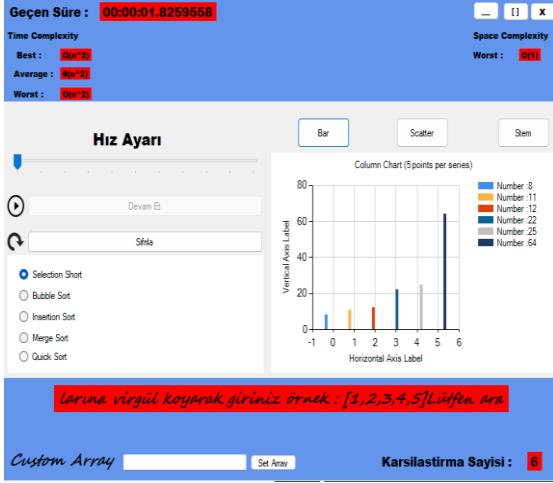 Geçen Süre : 00:00:01.8259558
_ [] x
Time Complexity
Space Complexity
Best : Ω(n^2)
Worst : O(1)
Average : θ(n^2)
Worst : O(n^2)
Hız Ayarı
Bar Scatter Stem
Devam Et
Sıfırla
Selection Short
Bubble Sort
Insertion Sort
Merge Sort
Quick Sort
Column Chart (5points per series)
Vertical Axis Label
80
60
40
20
0
-1 0 1 2 3 4 5 6
Horizontal Axis Label
Number :8
Number :11
Number :12
Number :22
Number :25
Number :64
larına virgül koyarak giriniz örnek : [1,2,3,4,5]Lütfen ara
Custom Array Set Array Karsilastirma Sayisi : 6